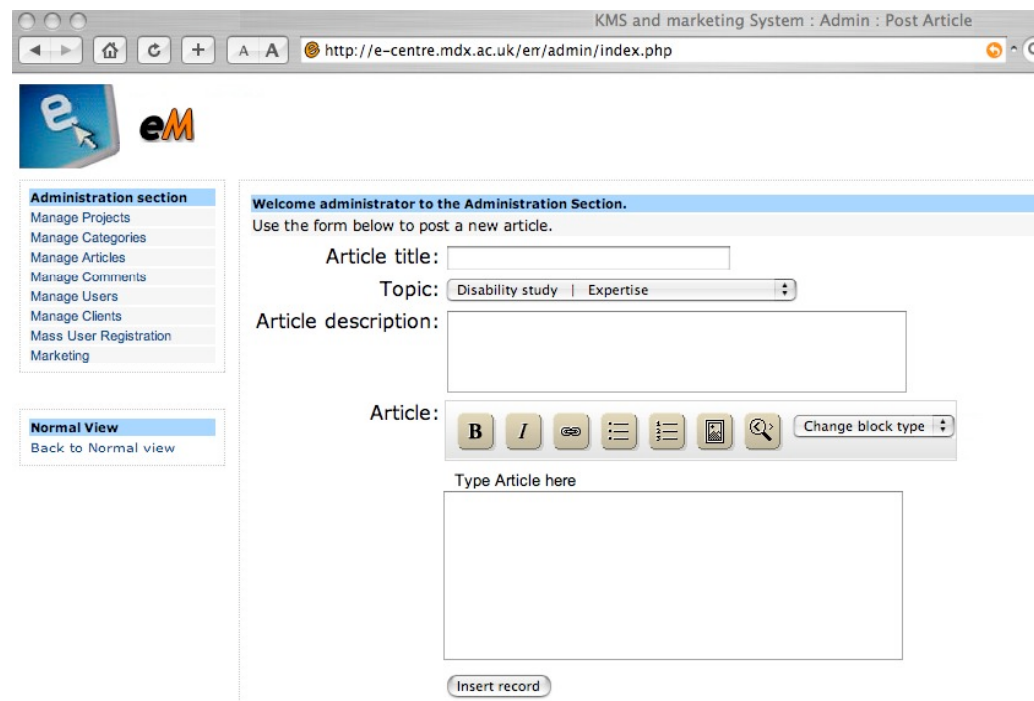 KMS and marketing System : Admin : Post Article
A A http://e-centre.mdx.ac.uk/en/admin/index.php
e
eM
Administration section
Manage Projects
Manage Categories
Manage Articles
Manage Comments
Manage Users
Manage Clients
Mass User Registration
Marketing
Normal View
Back to Normal view
Welcome administrator to the Administration Section.
Use the form below to post a new article.
Article title:
Topic: Disability study | Expertise
Article description:
Article: B I Change block type
Type Article here
Insert record